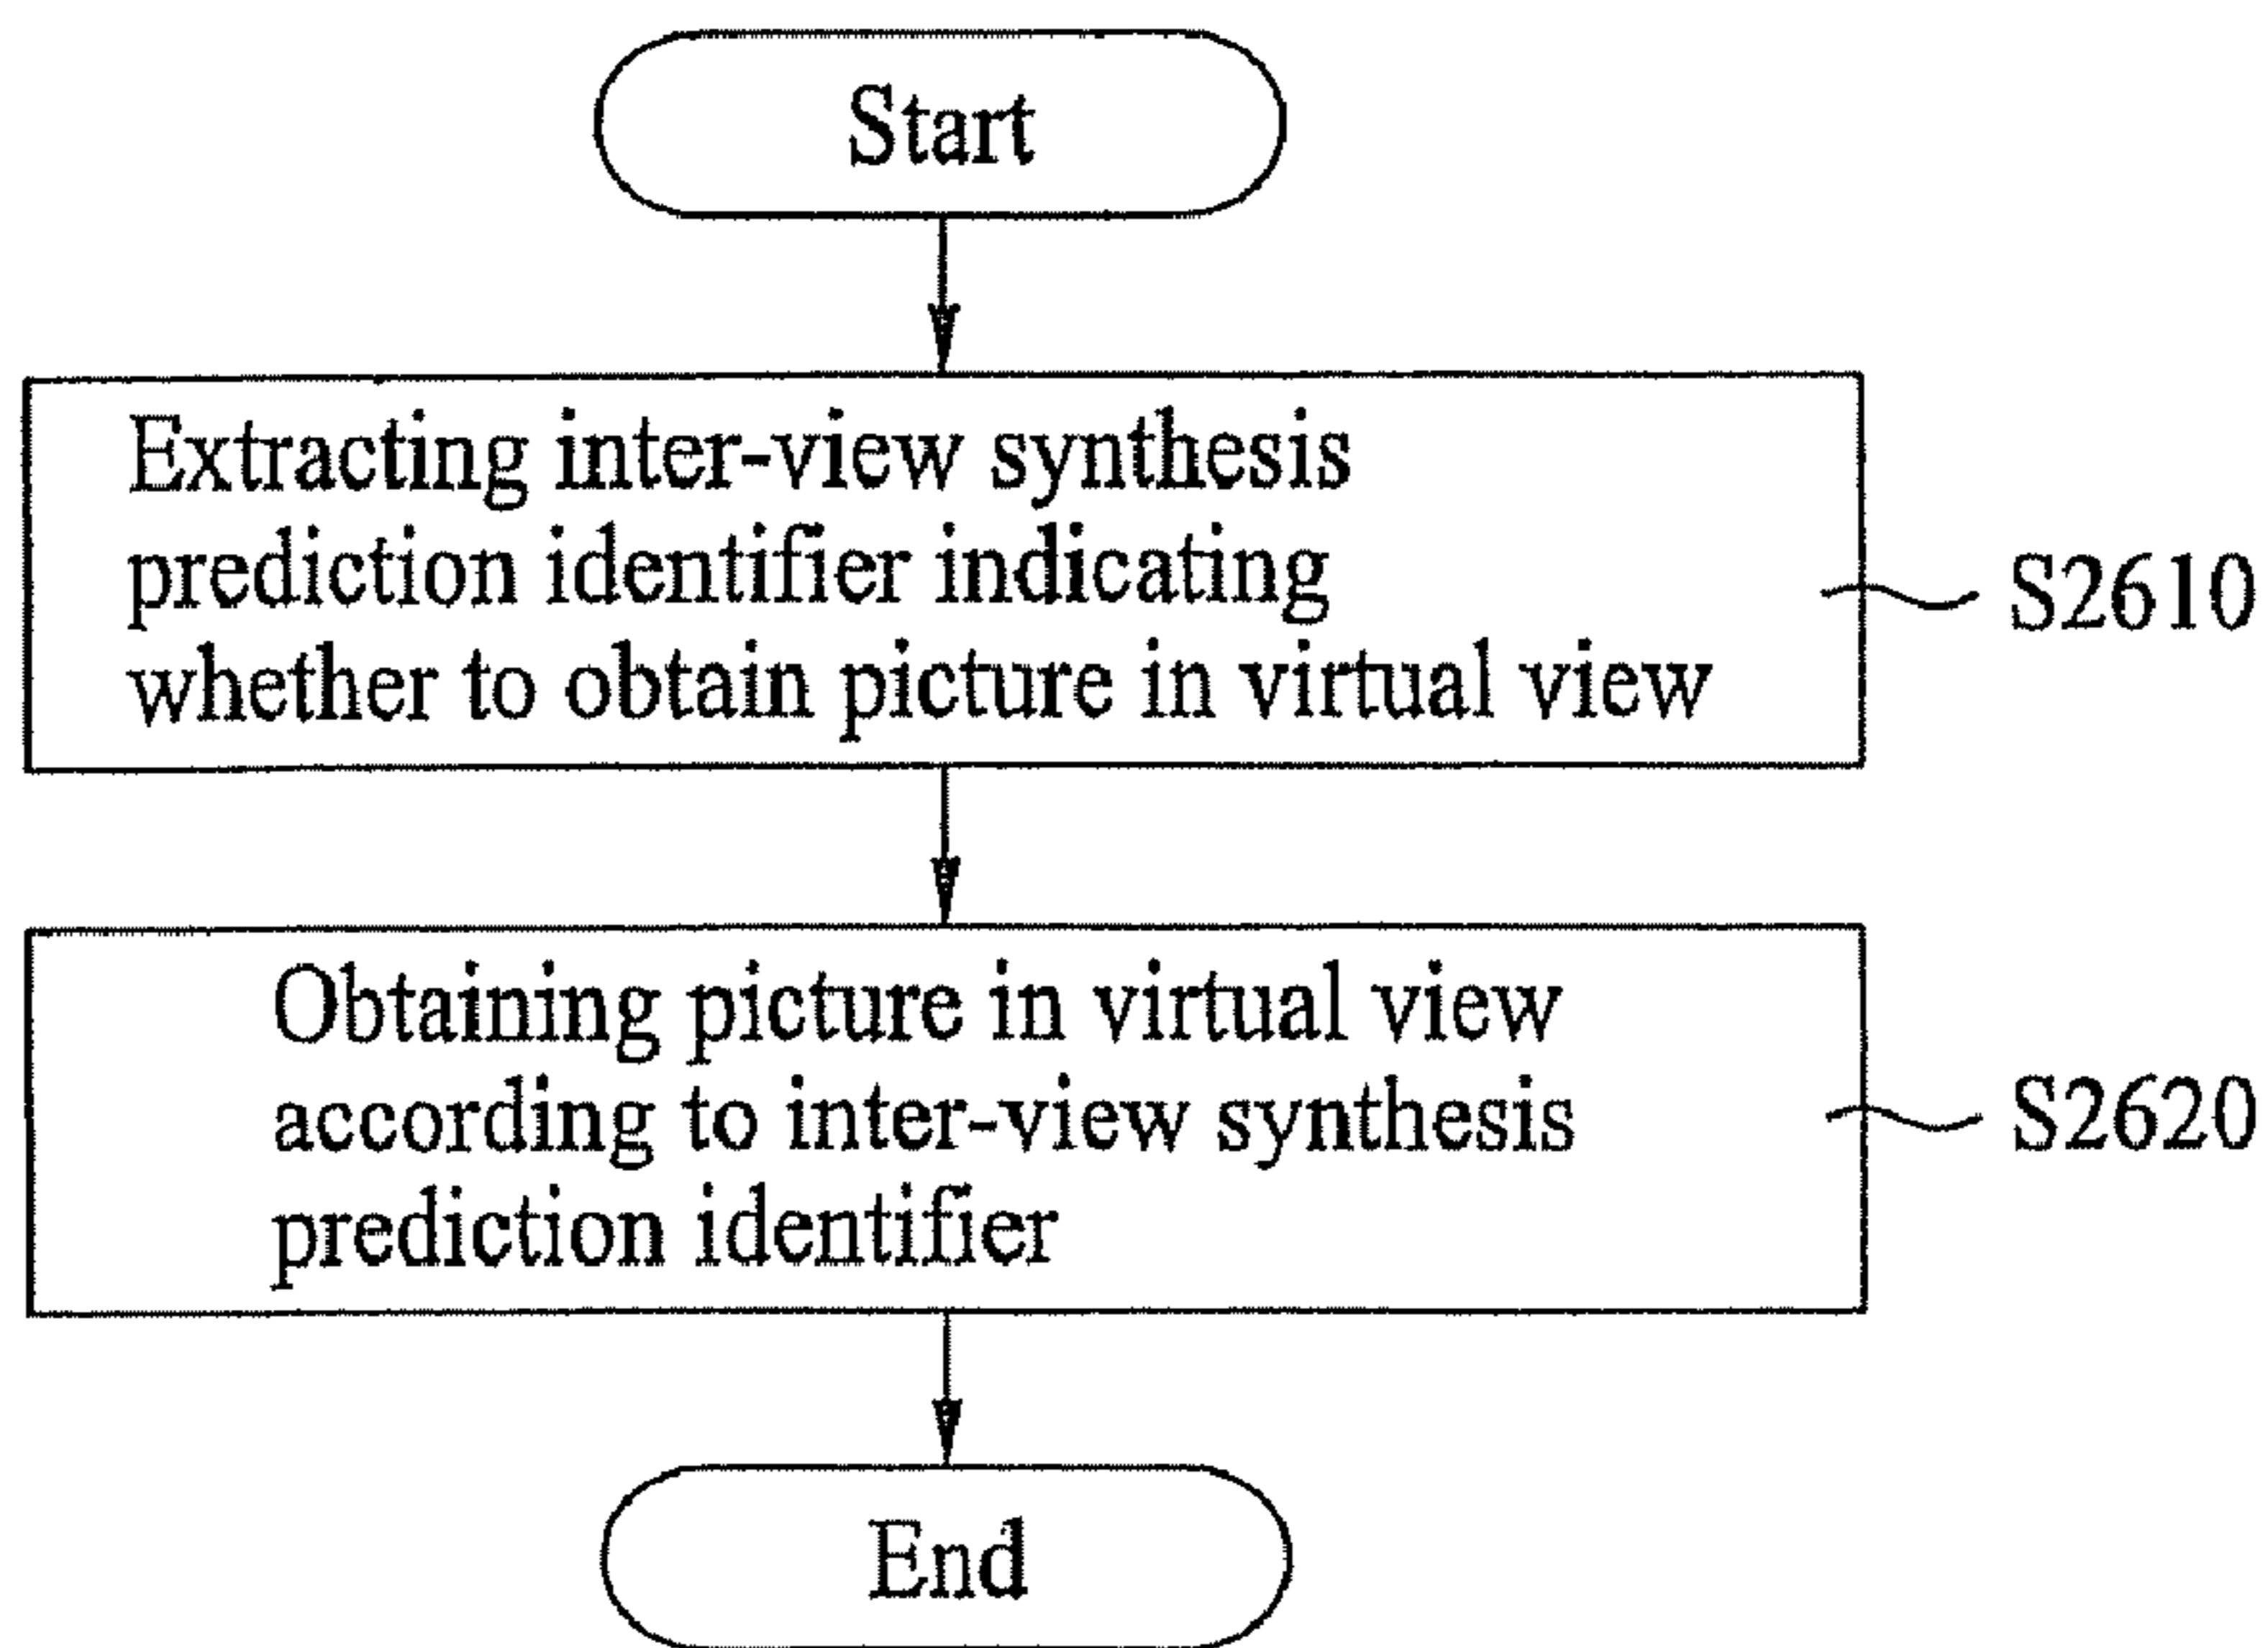 Start
Extracting inter-view synthesis
prediction identifier indicating
whether to obtain picture in virtual view
S2610
Obtaining picture in virtual view
according to inter-view synthesis
prediction identifier
S2620
End